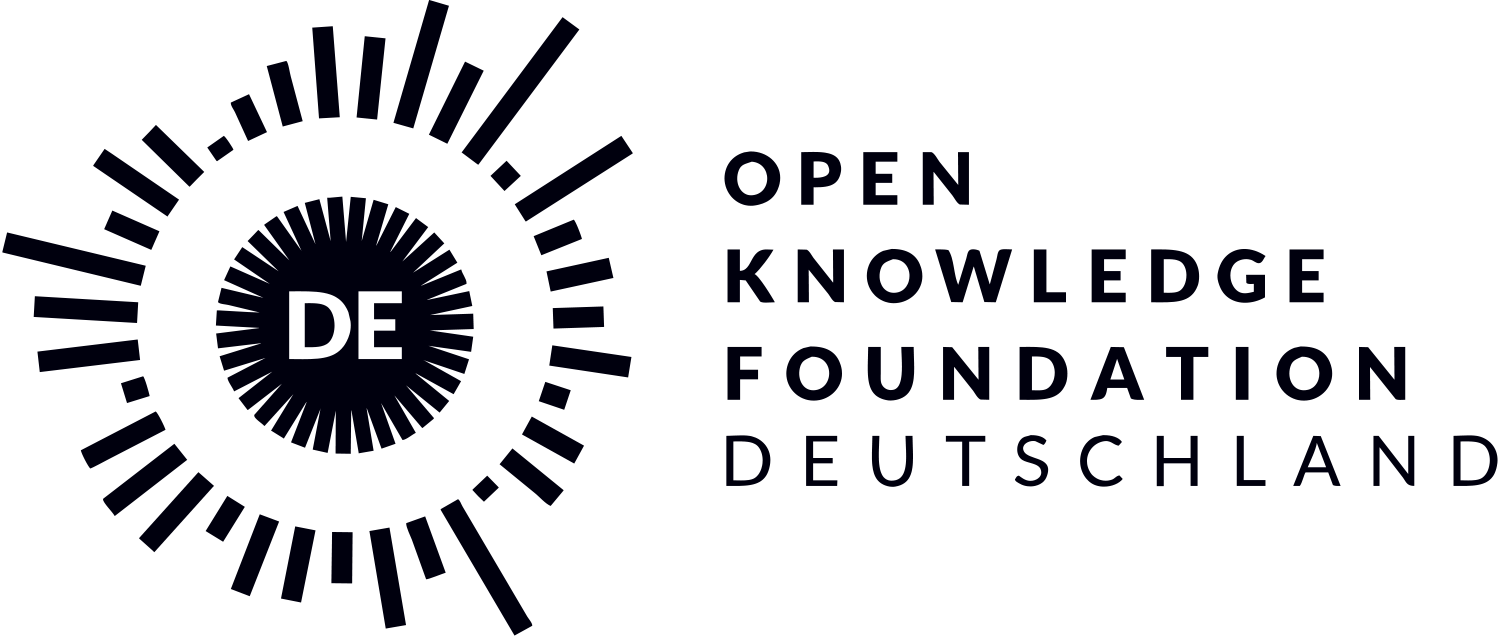 DE
OPEN
KNOWLEDGE
FOUNDATION
DEUTSCHLAND